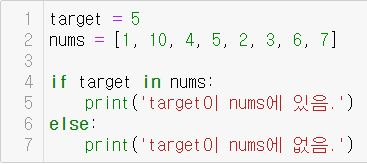 1 target = 5
2 nums = [1, 10, 4, 5, 2, 3, 6, 7]
3
4 if target in nums:
5     print('target이 nums에 있음.')
6 else:
7     print('target이 nums에 없음.')